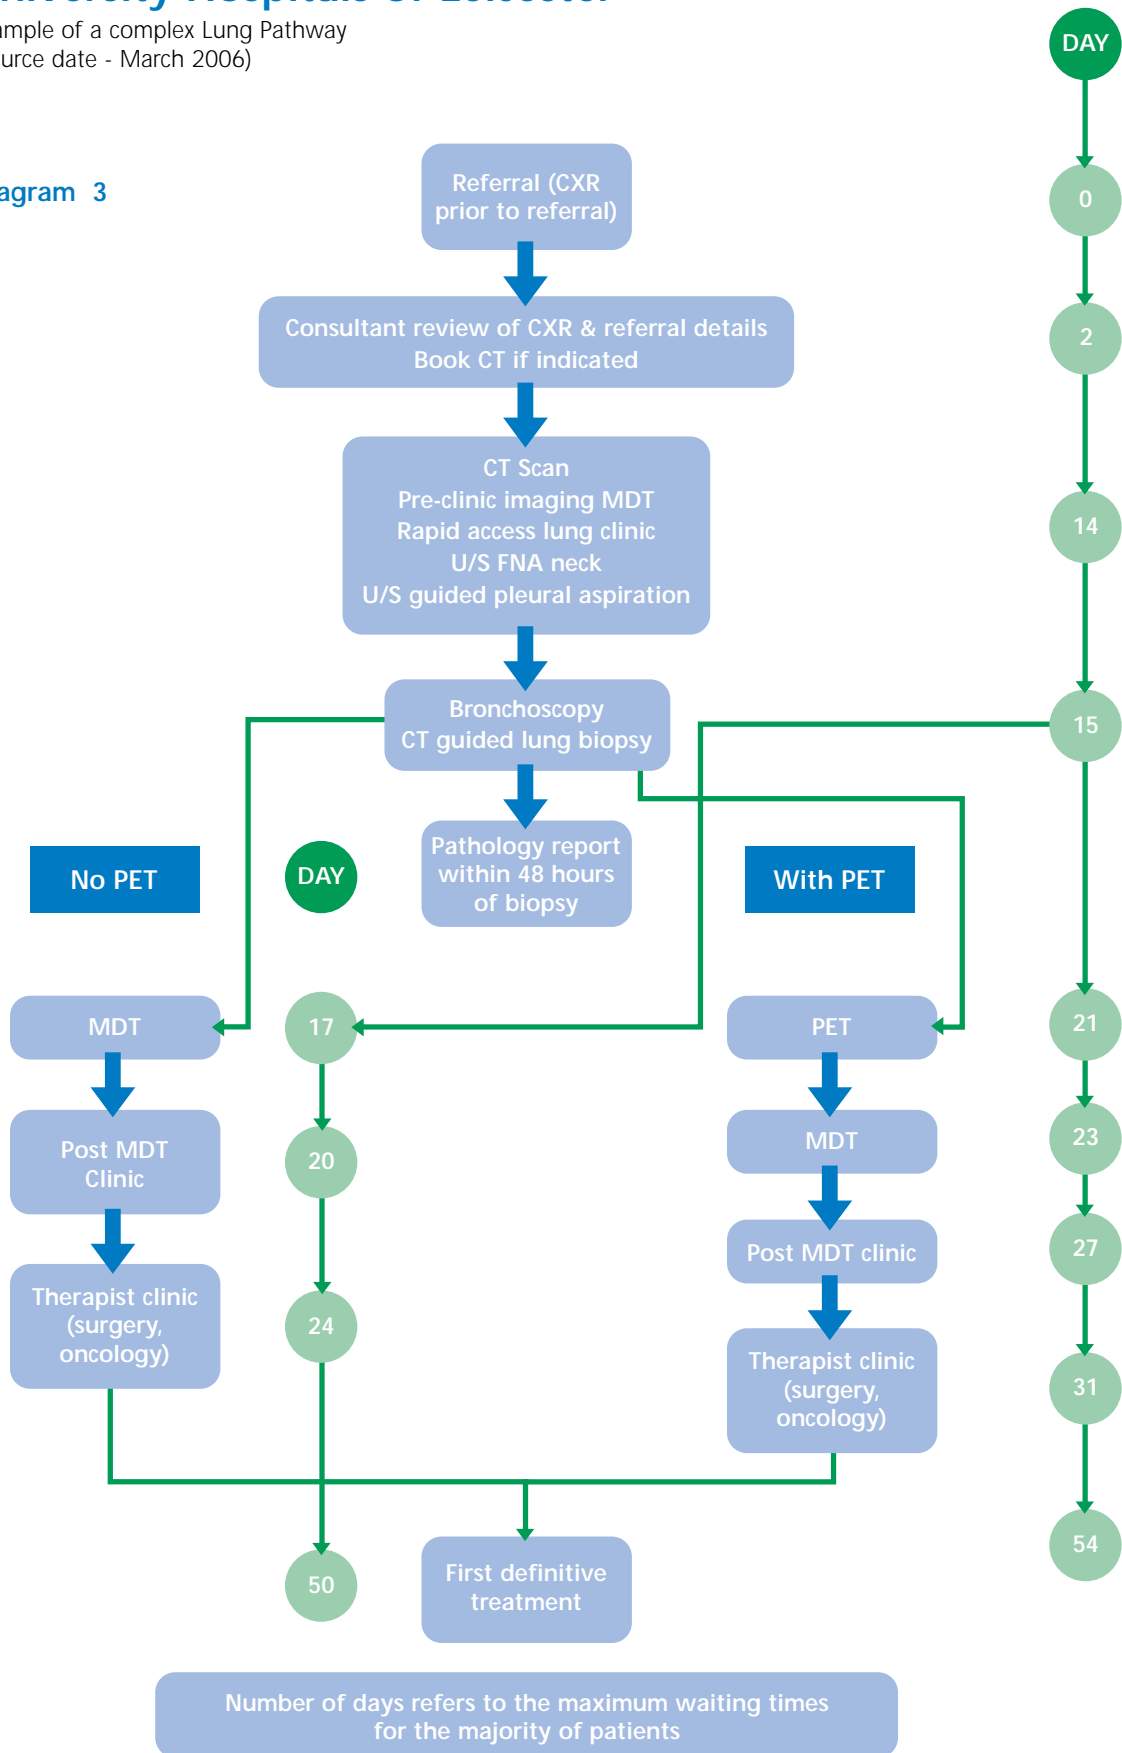 University Hospitals Of Leicester
ample of a complex Lung Pathway
urce date - March 2006)
DAY
agram 3
Referral (CXR
prior to referral)
0
Consultant review of CXR & referral details
Book CT if indicated
2
CT Scan
Pre-clinic imaging MDT
Rapid access lung clinic
U/S FNA neck
U/S guided pleural aspiration
14
Bronchoscopy
CT guided lung biopsy
15
No PET
DAY
Pathology report
within 48 hours
of biopsy
With PET
MDT
17
PET
21
Post MDT
Clinic
20
MDT
23
Post MDT clinic
27
Therapist clinic
(surgery,
oncology)
24
Therapist clinic
(surgery,
oncology)
31
50
First definitive
treatment
54
Number of days refers to the maximum waiting times
for the majority of patients